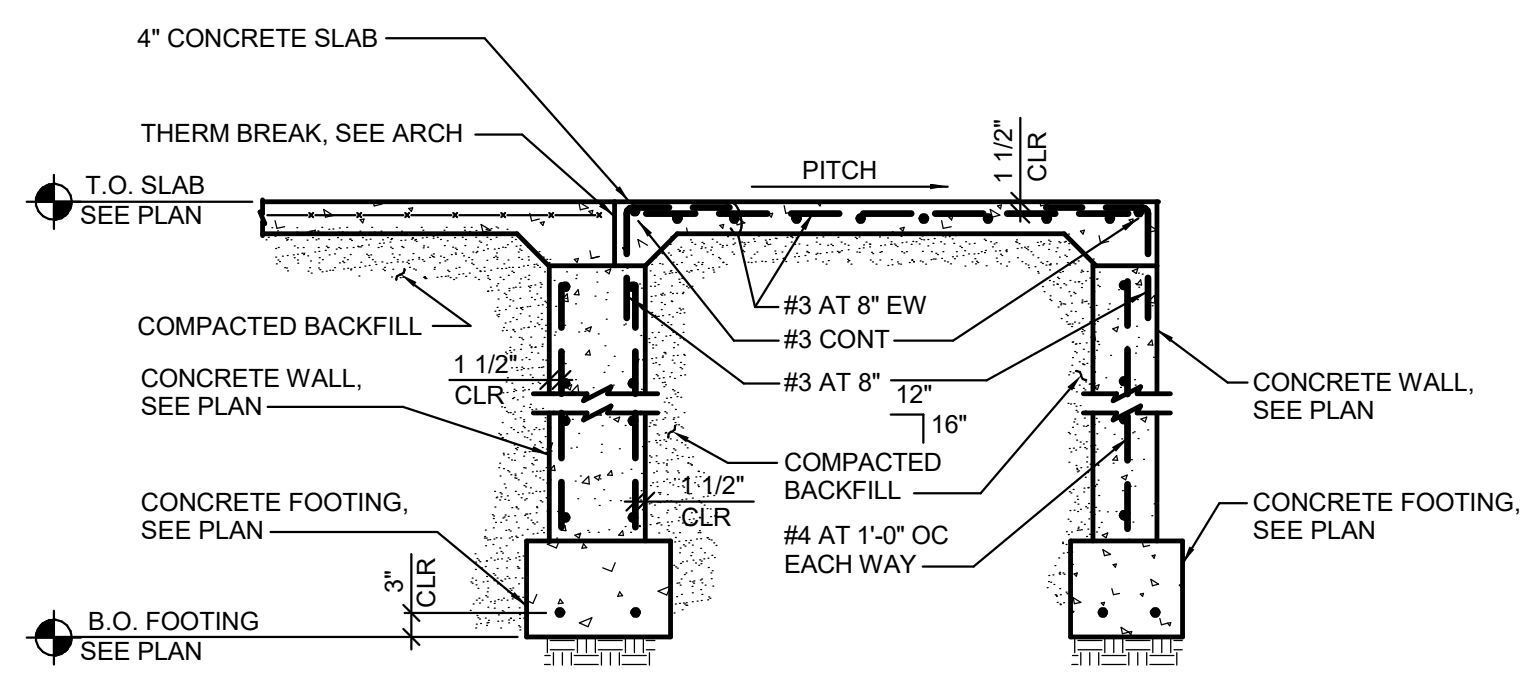 4" CONCRETE SLAB
THERM BREAK, SEE ARCH
T.O. SLAB
SEE PLAN
PITCH
1 1/2"
CLR
COMPACTED BACKFILL
CONCRETE WALL,
SEE PLAN
1 1/2"
CLR
CONCRETE FOOTING,
SEE PLAN
3"
CLR
B.O. FOOTING
SEE PLAN
1 1/2"
CLR
#3 AT 8" EW
#3 CONT
#3 AT 8"
12"
16"
COMPACTED
BACKFILL
#4 AT 1'-0" OC
EACH WAY
CONCRETE WALL,
SEE PLAN
CONCRETE FOOTING,
SEE PLAN